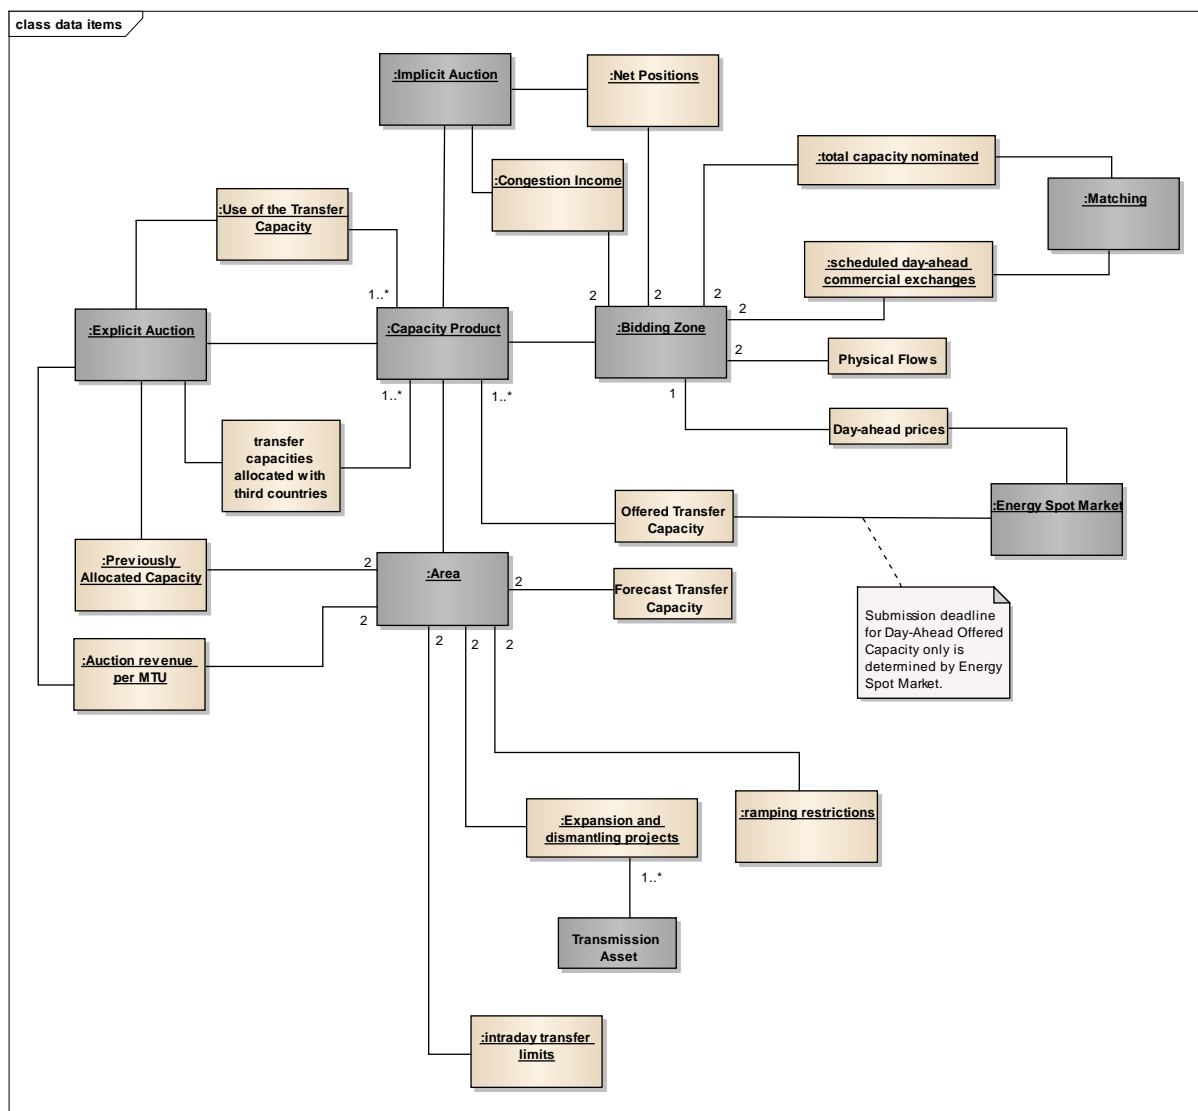 class data items
:Implicit Auction
:Net Positions
:total capacity nominated
:Congestion Income
:Matching
:Use of the Transfer
Capacity
:scheduled day-ahead
commercial exchanges
1..*
2
2
2
2
:Explicit Auction
:Capacity Product
:Bidding Zone
2
Physical Flows
1..*
1..*
1
Day-ahead prices
transfer
capacities
allocated with
third countries
Offered Transfer
Capacity
:Energy Spot Market
:Previously
Allocated Capacity
2
:Area
2
Forecast Transfer
Capacity
Submission deadline
for Day-Ahead Offered
Capacity only is
determined by Energy
Spot Market.
2
2
2
2
:Auction revenue
per MTU
:Expansion and
dismantling projects
:ramping restrictions
1..*
Transmission
Asset
:intraday transfer
limits